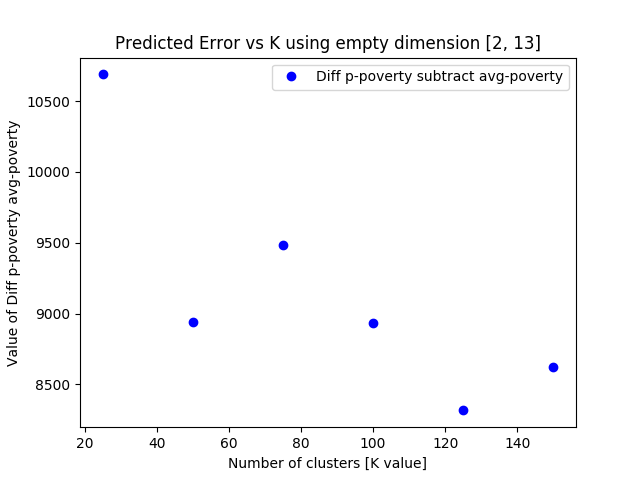 Predicted Error vs K using empty dimension [2, 13]
Diff p-poverty subtract avg-poverty
Value of Diff p-poverty avg-poverty
10500
10000
9500
9000
8500
20 40 60 80 100 120 140
Number of clusters [K value]